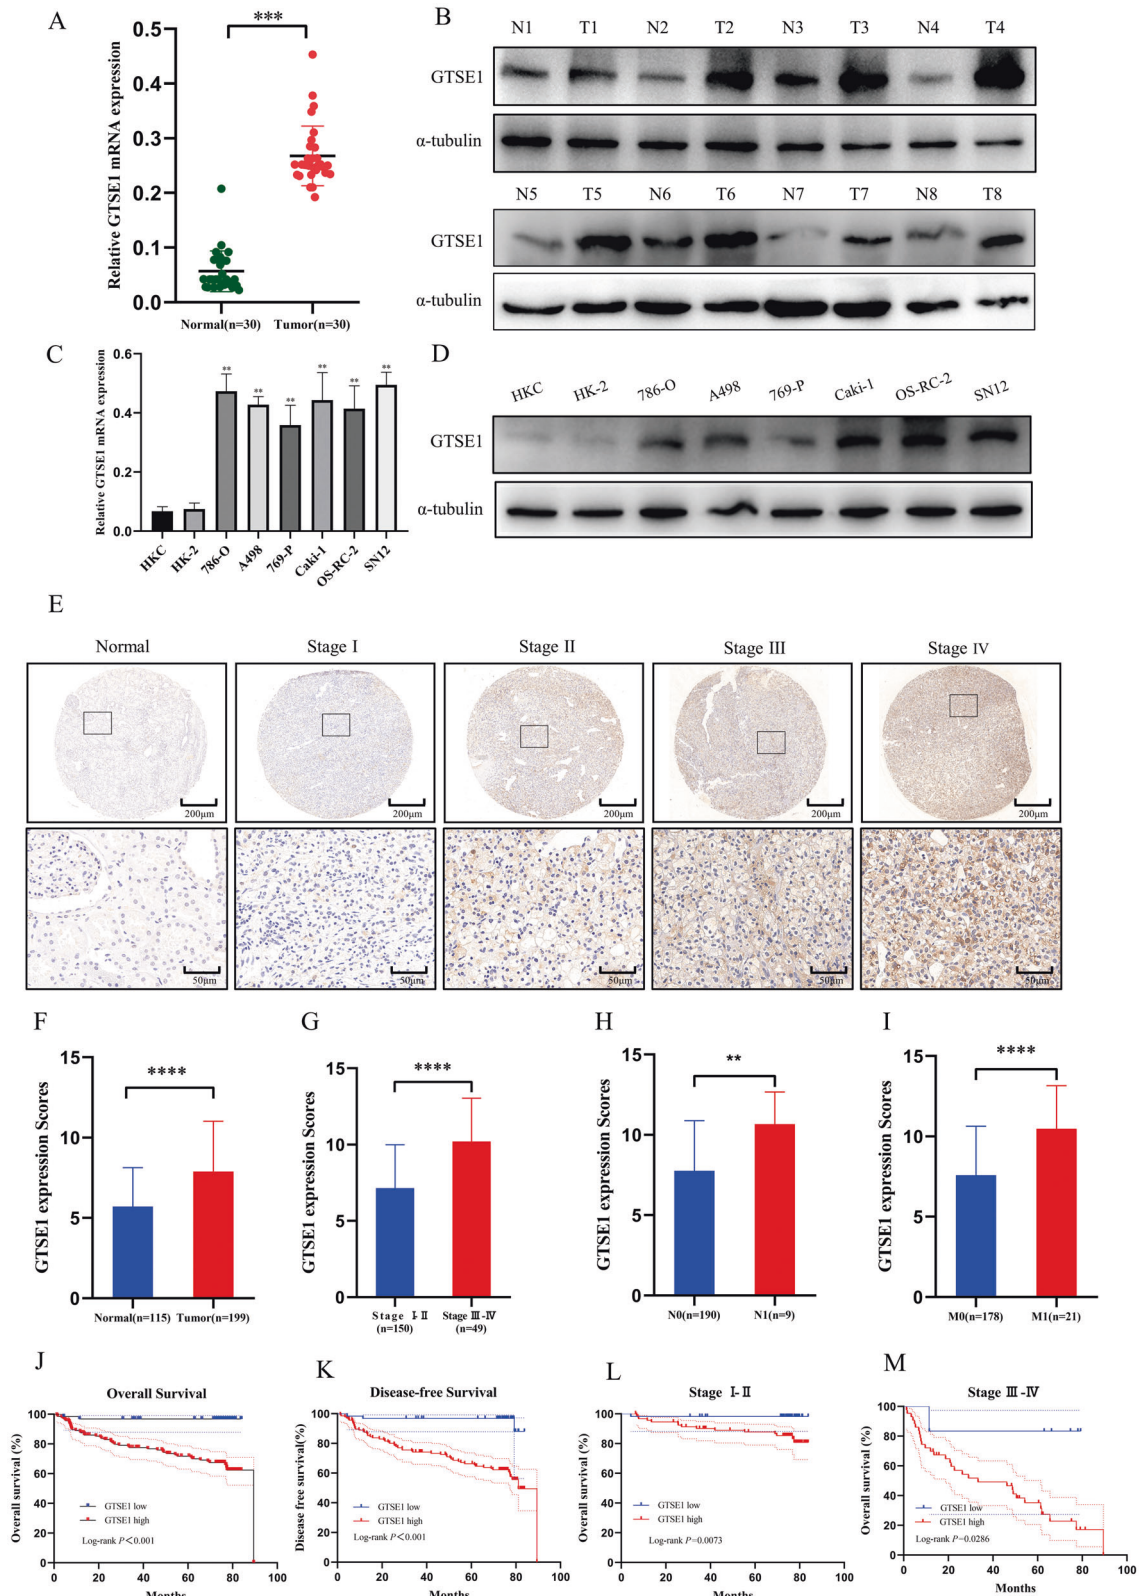 A
***
Relative GTSE1 mRNA expression
0.5
0.4
0.3
0.2
0.1
0.0
Normal(n=30) Tumor(n=30)
B
N1 T1 N2 T2 N3 T3 N4 T4
GTSE1
α-tubulin
N5 T5 N6 T6 N7 T7 N8 T8
GTSE1
α-tubulin
C
Relative GTSE1 mRNA expression
0.6
0.4
0.2
0.0
** ** ** ** ** **
HKC HK-2 786-O A498 769-P Caki-1 OS-RC-2 SN12
D
HKC HK-2 786-O A498 769-P Caki-1 OS-RC-2 SN12
GTSE1
α-tubulin
E
Normal Stage I Stage II Stage III Stage IV
200μm 200μm 200μm 200μm 200μm
50μm 50μm 50μm 50μm 50μm
F
GTSE1 expression Scores
15
10
5
0
****
Normal(n=115) Tumor(n=199)
G
GTSE1 expression Scores
15
10
5
0
****
Stage I-II Stage III-IV
(n=150) (n=49)
H
GTSE1 expression Scores
15
10
5
0
**
N0(n=190) N1(n=9)
I
GTSE1 expression Scores
15
10
5
0
****
M0(n=178) M1(n=21)
J
Overall Survival
Overall survival (%)
100
80
60
40
20
0
GTSE1 low
GTSE1 high
Log-rank P<0.001
0 20 40 60 80 100
Months
K
Disease-free Survival
Disease free survival(%)
100
80
60
40
20
0
GTSE1 low
GTSE1 high
Log-rank P<0.001
0 20 40 60 80 100
Months
L
Stage I-II
Overall survival (%)
100
80
60
40
20
0
GTSE1 low
GTSE1 high
Log-rank P=0.0073
0 20 40 60 80 100
Months
M
Stage III-IV
Overall survival (%)
100
80
60
40
20
0
GTSE1 low
GTSE1 high
Log-rank P=0.0286
0 20 40 60 80 100
Months